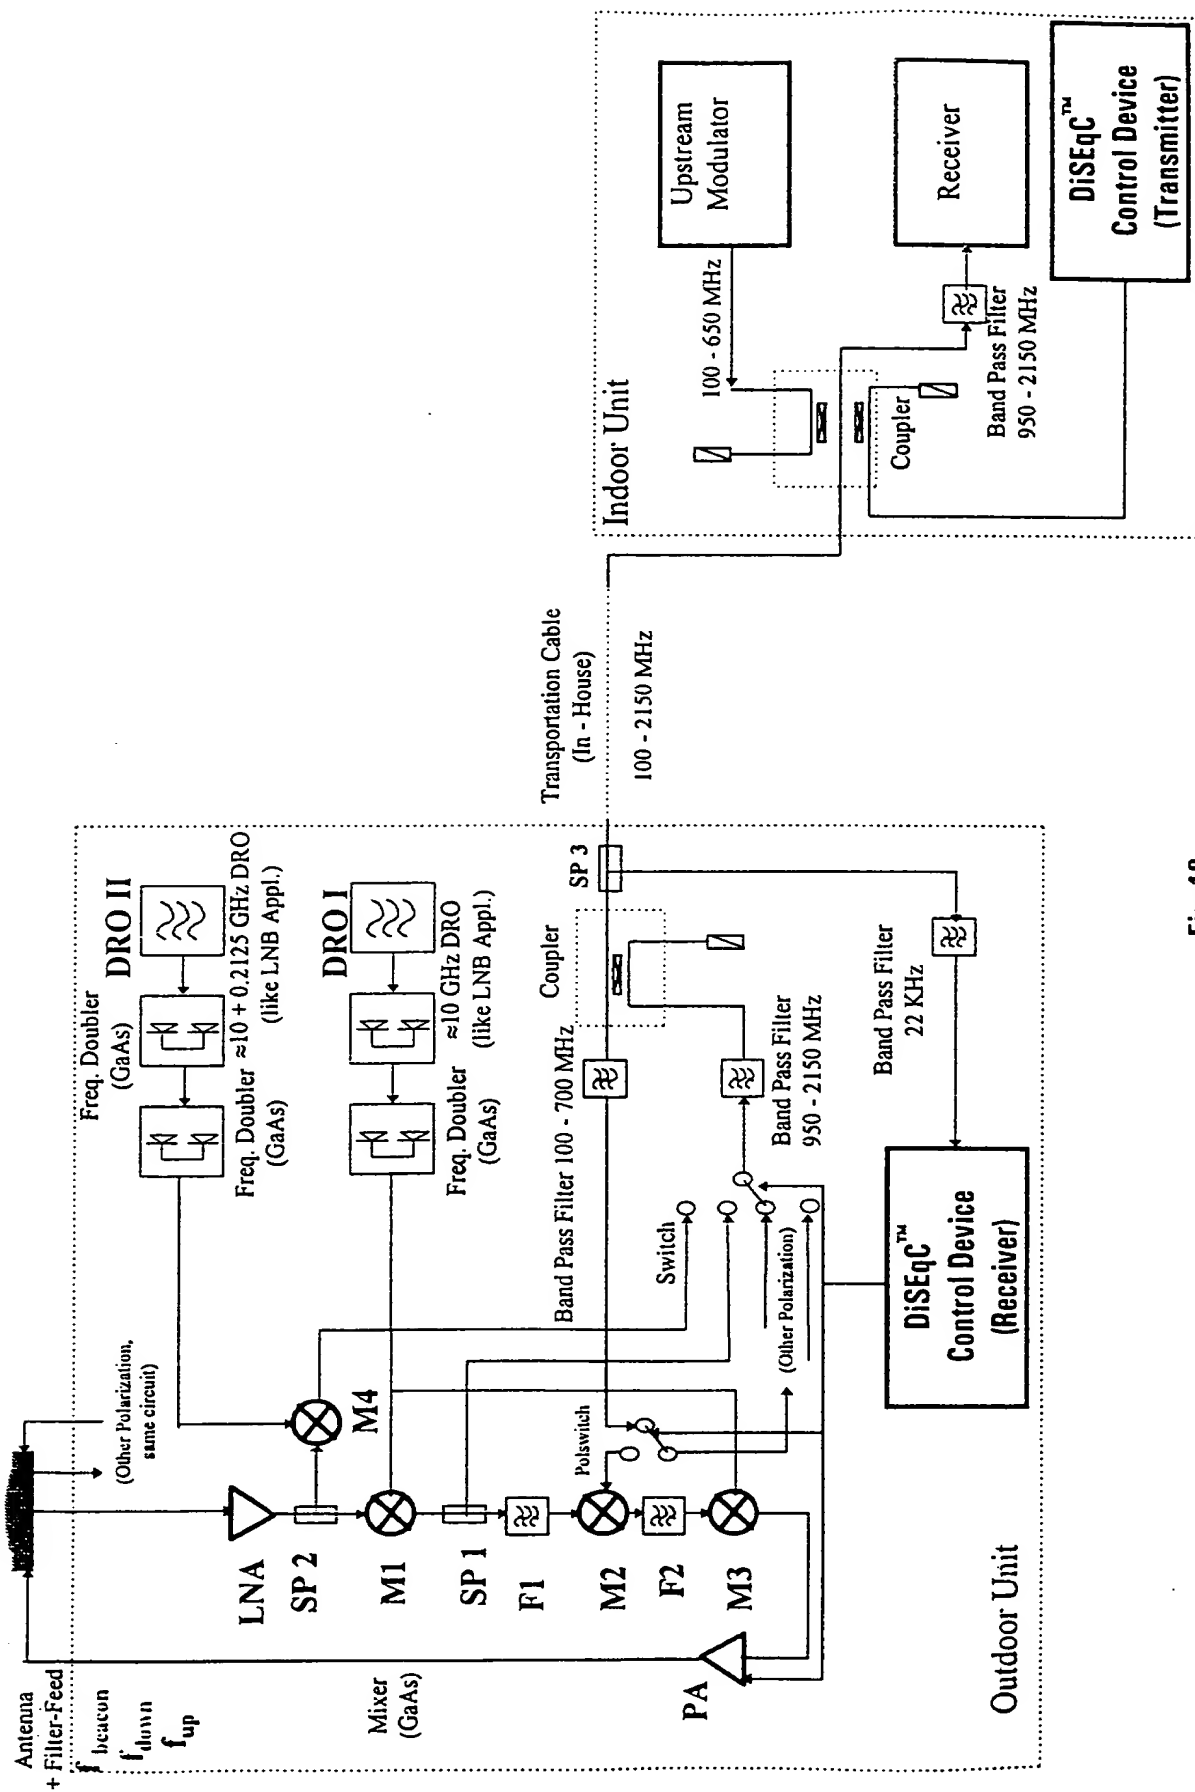 Antenna
+ Filter-Feed
f beacon
f down
f up
(Other Polarization,
same circuit)
LNA
SP 2
M4
M1
SP 1
F1
M2
F2
M3
PA
Mixer
(GaAs)
Outdoor Unit
DRO II
≈10 + 0.2125 GHz DRO
(like LNB Appl.)
Freq. Doubler
(GaAs)
Freq. Doubler
(GaAs)
DRO I
≈10 GHz DRO
(like LNB Appl.)
Freq. Doubler
(GaAs)
Band Pass Filter 100 - 700 MHz
Coupler
SP 3
Switch
Polswitch
(Other Polarization)
Band Pass Filter
950 - 2150 MHz
Band Pass Filter
22 KHz
DiSEqC™
Control Device
(Receiver)
Transportation Cable
(In - House)
100 - 2150 MHz
Indoor Unit
Upstream
Modulator
100 - 650 MHz
Coupler
Receiver
Band Pass Filter
950 - 2150 MHz
DiSEqC™
Control Device
(Transmitter)